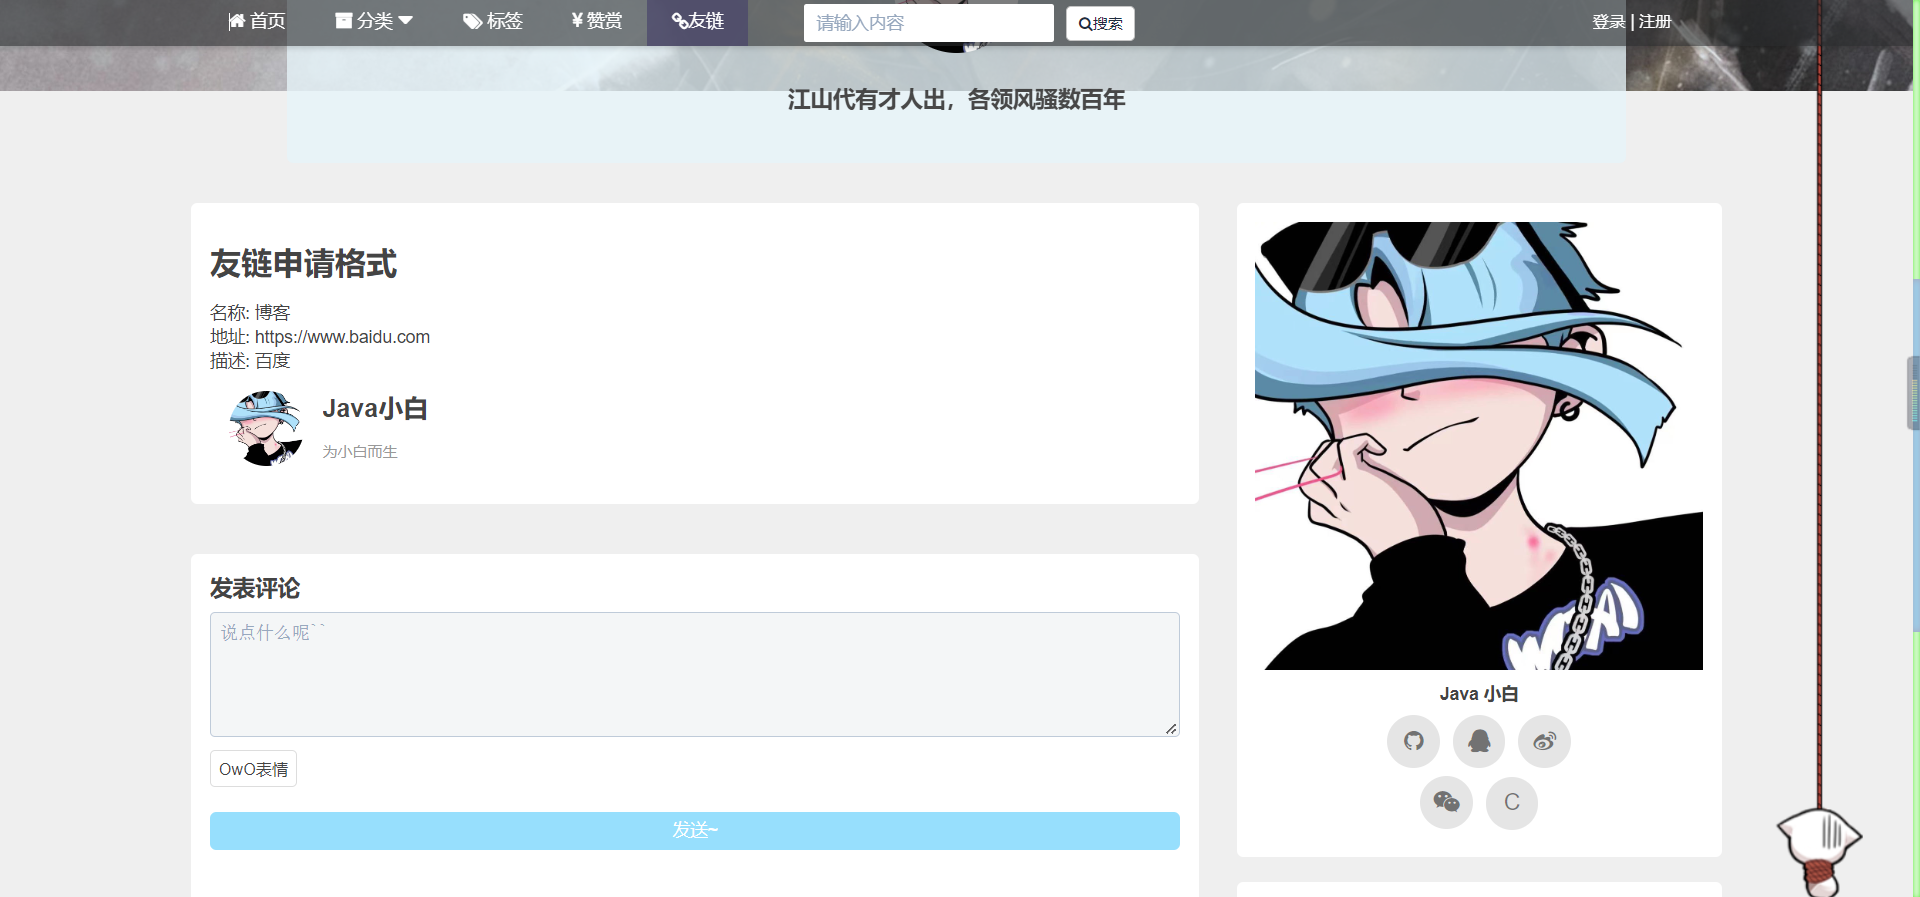 首页 分类 标签 ¥赞赏 友链 请输入内容 搜索 登录 | 注册
江山代有才人出，各领风骚数百年
友链申请格式
名称: 博客
地址: https://www.baidu.com
描述: 百度
Java小白
为小白而生
发表评论
说点什么呢``
OwO表情
发送~
Java 小白
C